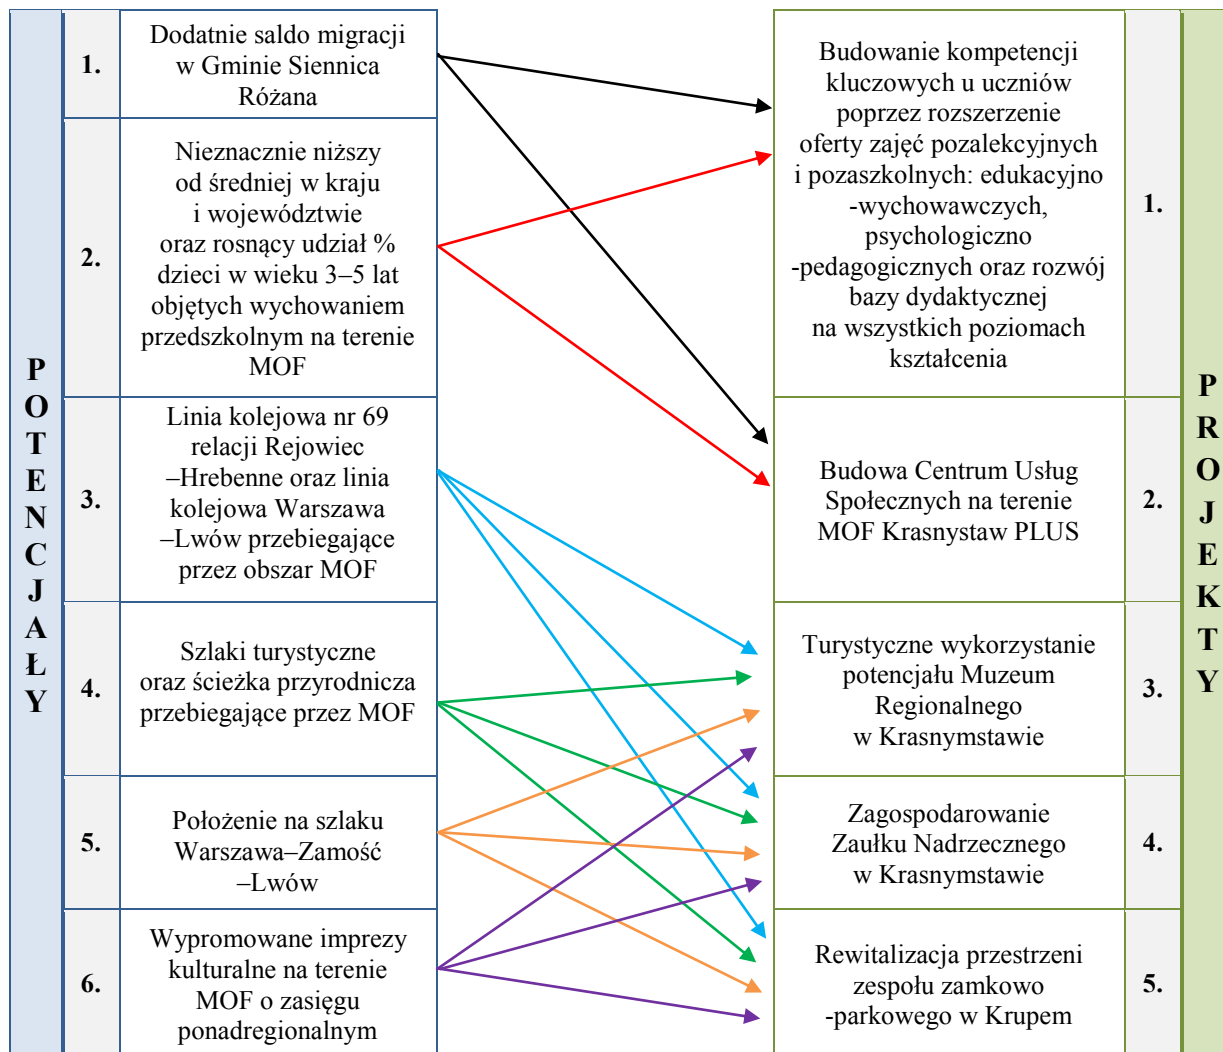 POTENCJAŁY
1.
Dodatnie saldo migracji
w Gminie Siennica
Różana
2.
Nieznacznie niższy
od średniej w kraju
i województwie
oraz rosnący udział %
dzieci w wieku 3–5 lat
objętych wychowaniem
przedszkolnym na terenie
MOF
3.
Linia kolejowa nr 69
relacji Rejowiec
–Hrebenne oraz linia
kolejowa Warszawa
–Lwów przebiegające
przez obszar MOF
4.
Szlaki turystyczne
oraz ścieżka przyrodnicza
przebiegające przez MOF
5.
Położenie na szlaku
Warszawa–Zamość
–Lwów
6.
Wypromowane imprezy
kulturalne na terenie
MOF o zasięgu
ponadregionalnym
Budowanie kompetencji
kluczowych u uczniów
poprzez rozszerzenie
oferty zajęć pozalekcyjnych
i pozaszkolnych: edukacyjno
-wychowawczych,
psychologiczno
-pedagogicznych oraz rozwój
bazy dydaktycznej
na wszystkich poziomach
kształcenia
1.
Budowa Centrum Usług
Społecznych na terenie
MOF Krasnystaw PLUS
2.
Turystyczne wykorzystanie
potencjału Muzeum
Regionalnego
w Krasnymstawie
3.
Zagospodarowanie
Zaułku Nadrzecznego
w Krasnymstawie
4.
Rewitalizacja przestrzeni
zespołu zamkowo
-parkowego w Krupem
5.
PROJEKTY